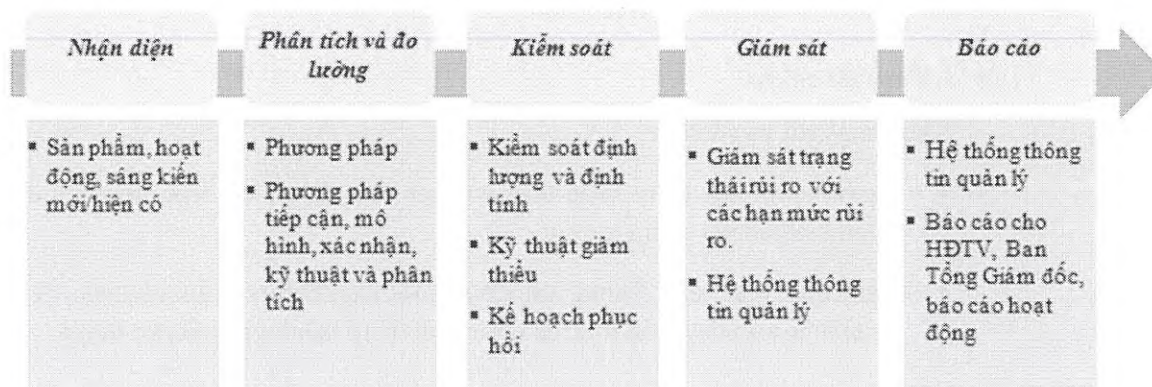 Nhận diện
Sản phẩm, hoạt
động, sáng kiến
mới/hiện có
Phân tích và đo
lường
Phương pháp
Phương pháp
tiếp cận, mô
hình, xác nhận,
kỹ thuật và phân
tích
Kiểm soát
Kiểm soát định
lượng và định
tính
Kỹ thuật giảm
thiểu
Kế hoạch phục
hồi
Giám sát
Giám sát trạng
thái rủi ro với
các hạn mức rủi
ro.
Hệ thống thông
tin quản lý
Báo cáo
Hệ thống thông
tin quản lý
Báo cáo cho
HĐTV, Ban
Tổng Giám đốc,
báo cáo hoạt
động